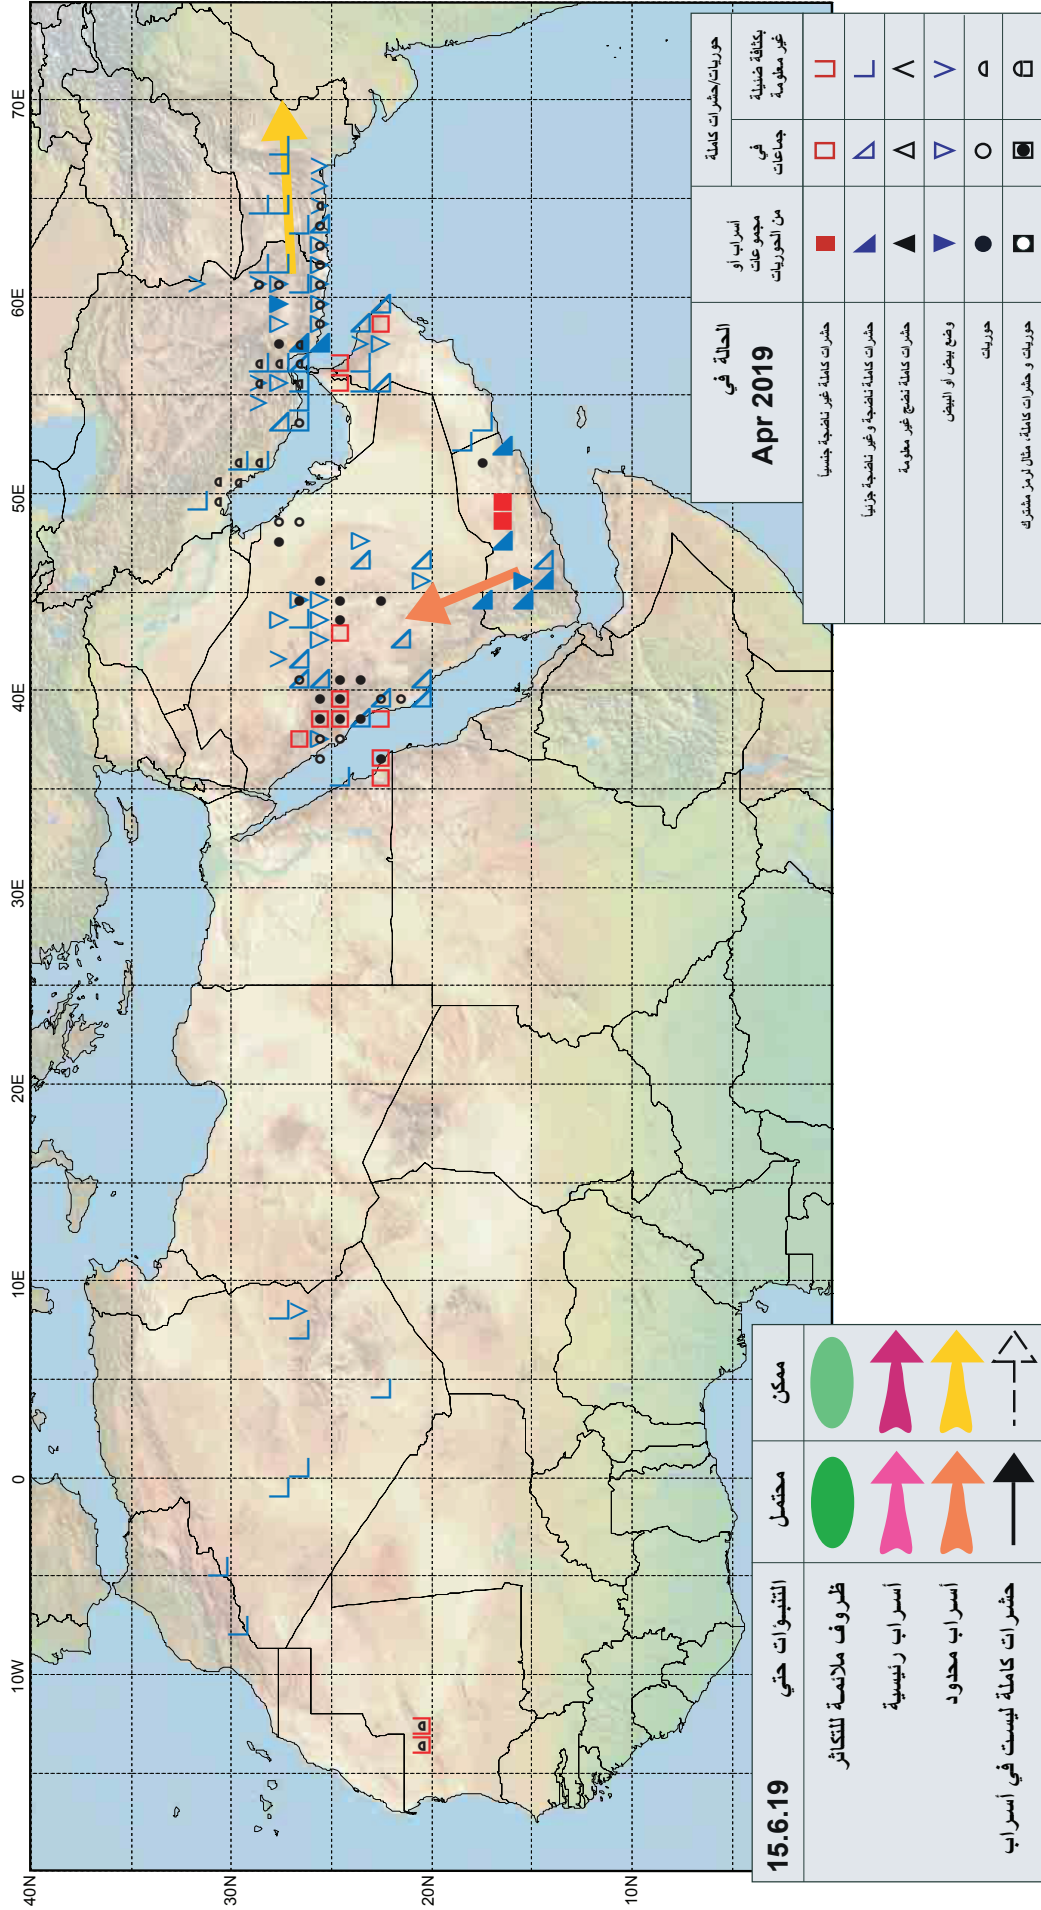 40N
30N
20N
10N
10W
0
10E
20E
30E
40E
50E
60E
70E
التنبؤات حتي
15.6.19
محتمل
ممكن
ظروف ملائمة للتكاثر
أسراب رئيسية
أسراب محدود
حشرات كاملة ليست في أسراب
الحالة في
Apr 2019
أسراب أو
مجموعات
من الحوريات
حوريات/حشرات كاملة
في
جماعات
بكثافة ضئيلة
غير معلومة
حشرات كاملة غير ناضجة جنسياً
حشرات كاملة ناضجة وغير ناضجة جزئياً
حشرات كاملة نضج غير معلومة
وضع بيض أو البيض
حوريات
حوريات و حشرات كاملة، مثال لرمز مشترك